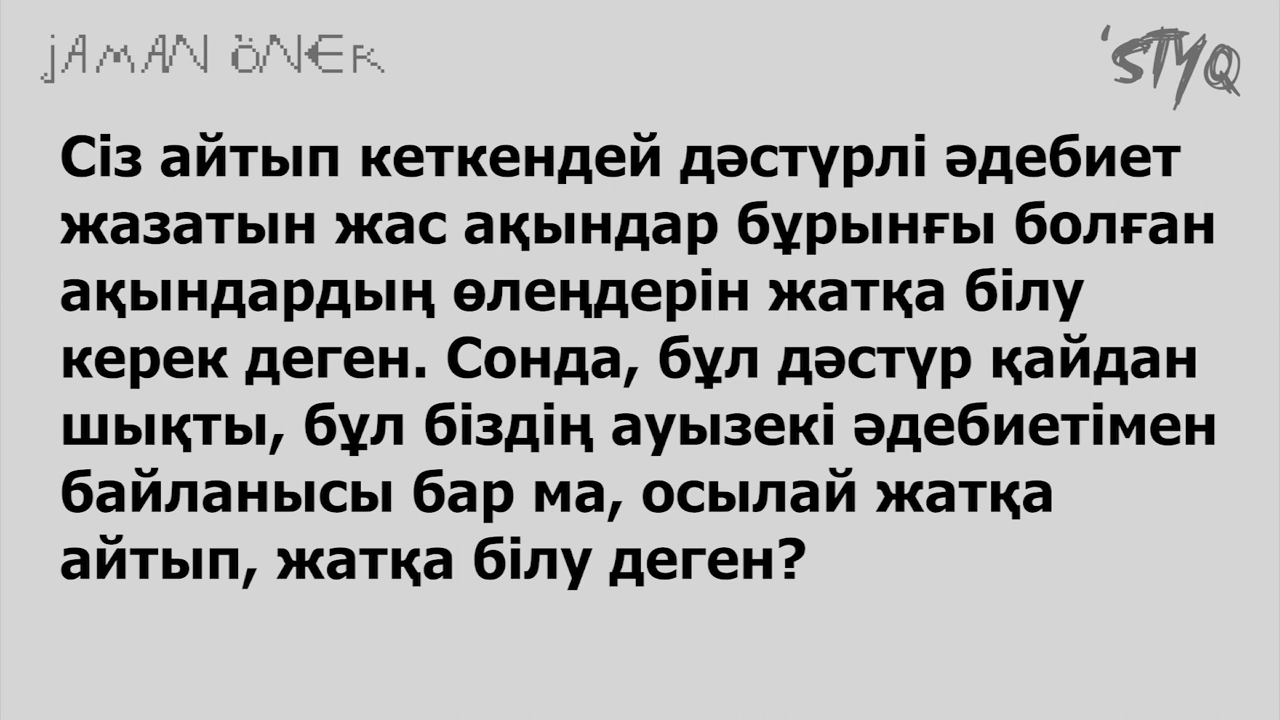 JAMAN ÖNER
'STYQ
Сіз айтып кеткендей дәстүрлі әдебиет
жазатын жас ақындар бұрынғы болған
ақындардың өлеңдерін жатқа білу
керек деген. Сонда, бұл дәстүр қайдан
шықты, бұл біздің ауызекі әдебиетімен
байланысы бар ма, осылай жатқа
айтып, жатқа білу деген?